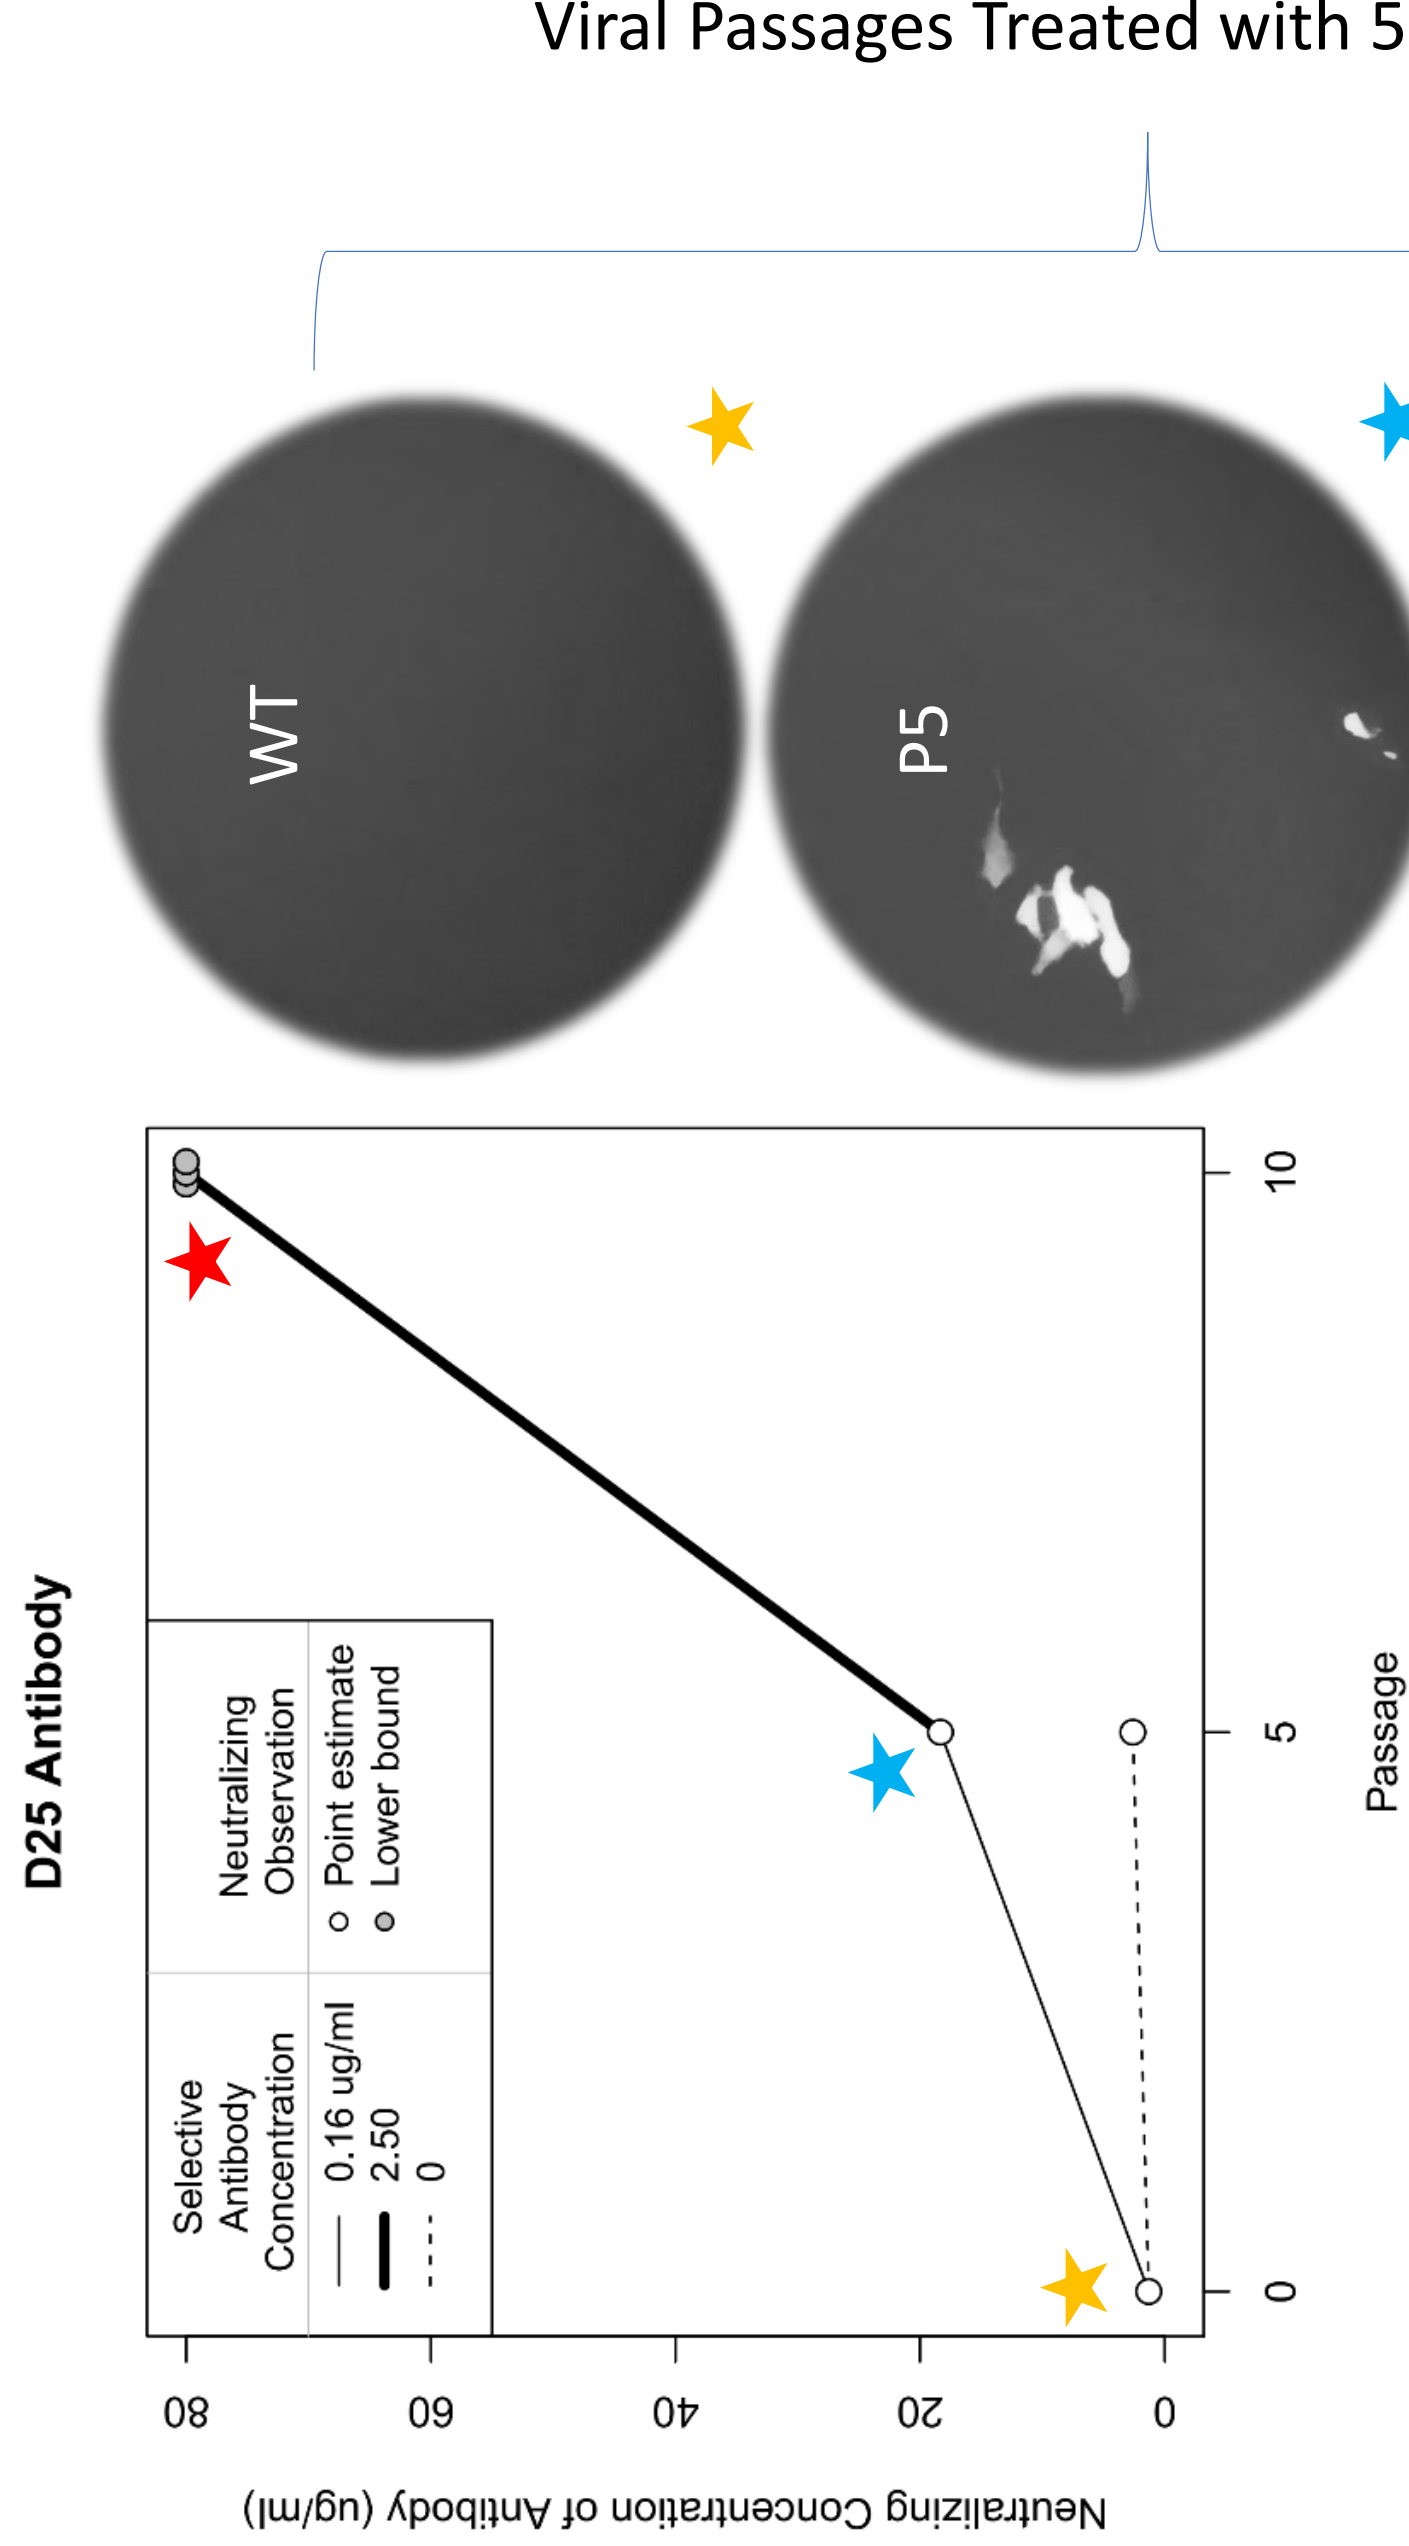 Viral Passages Treated with 5
WT
P5
D25 Antibody
Selective
Antibody
Concentration
0.16 ug/ml
2.50
0
Neutralizing
Observation
Point estimate
Lower bound
Neutralizing Concentration of Antibody (ug/ml)
80
60
40
20
0
0
5
10
Passage